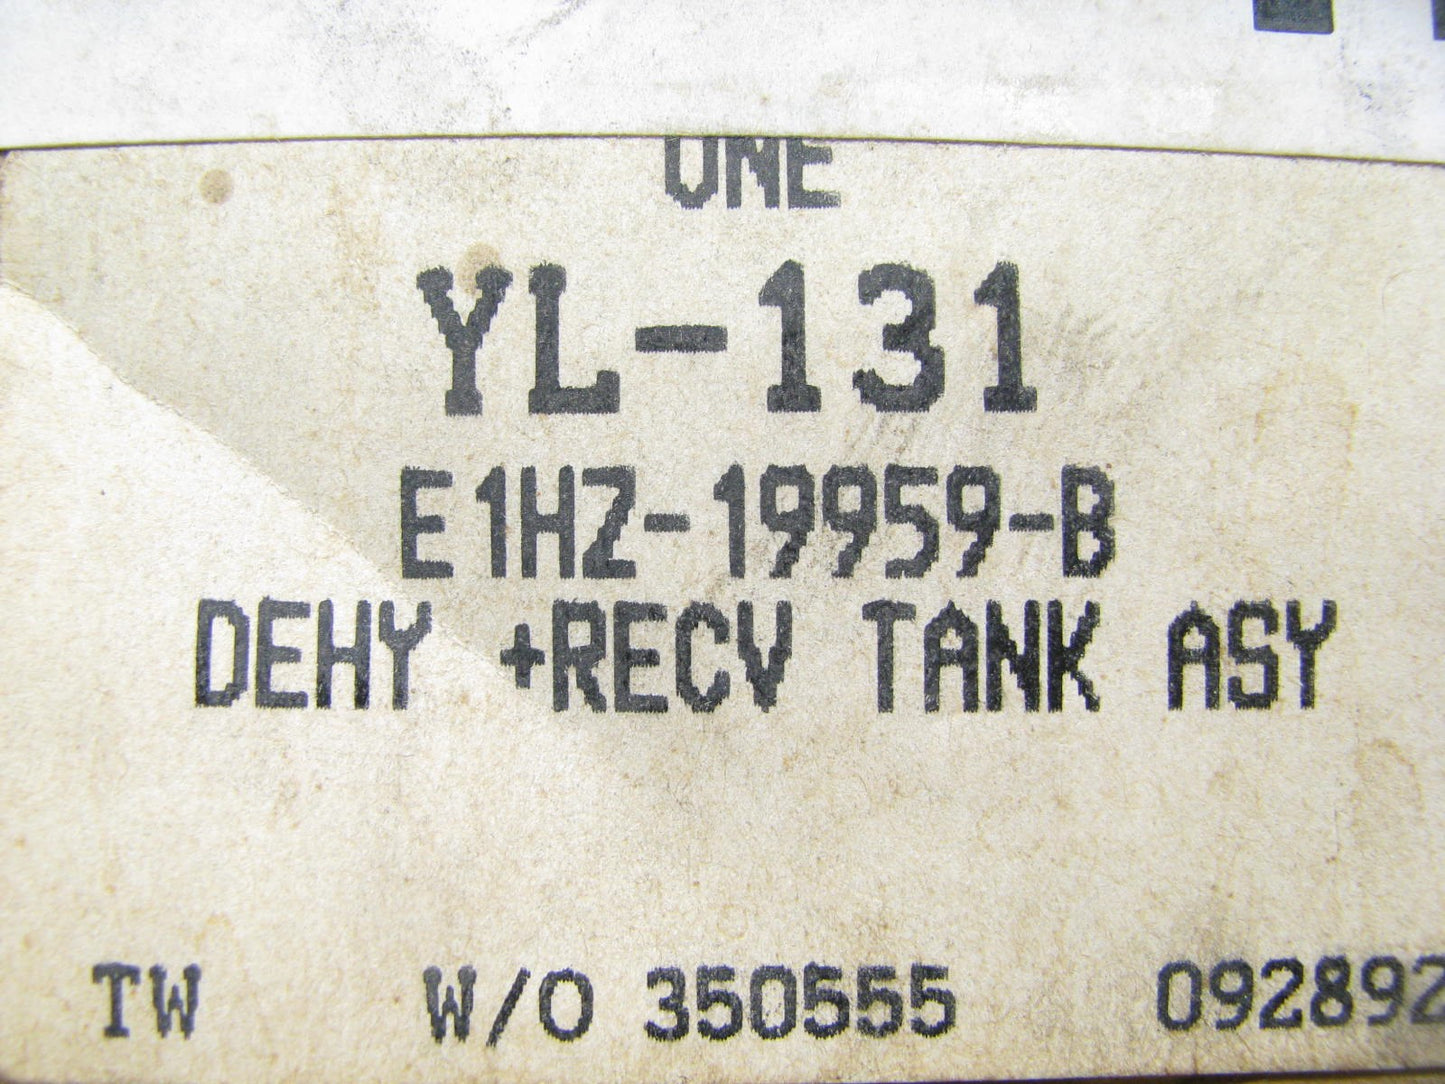 ONE
YL-131
E1HZ-19959-B
DEHY +RECV TANK ASY
TW W/O 350555 092892